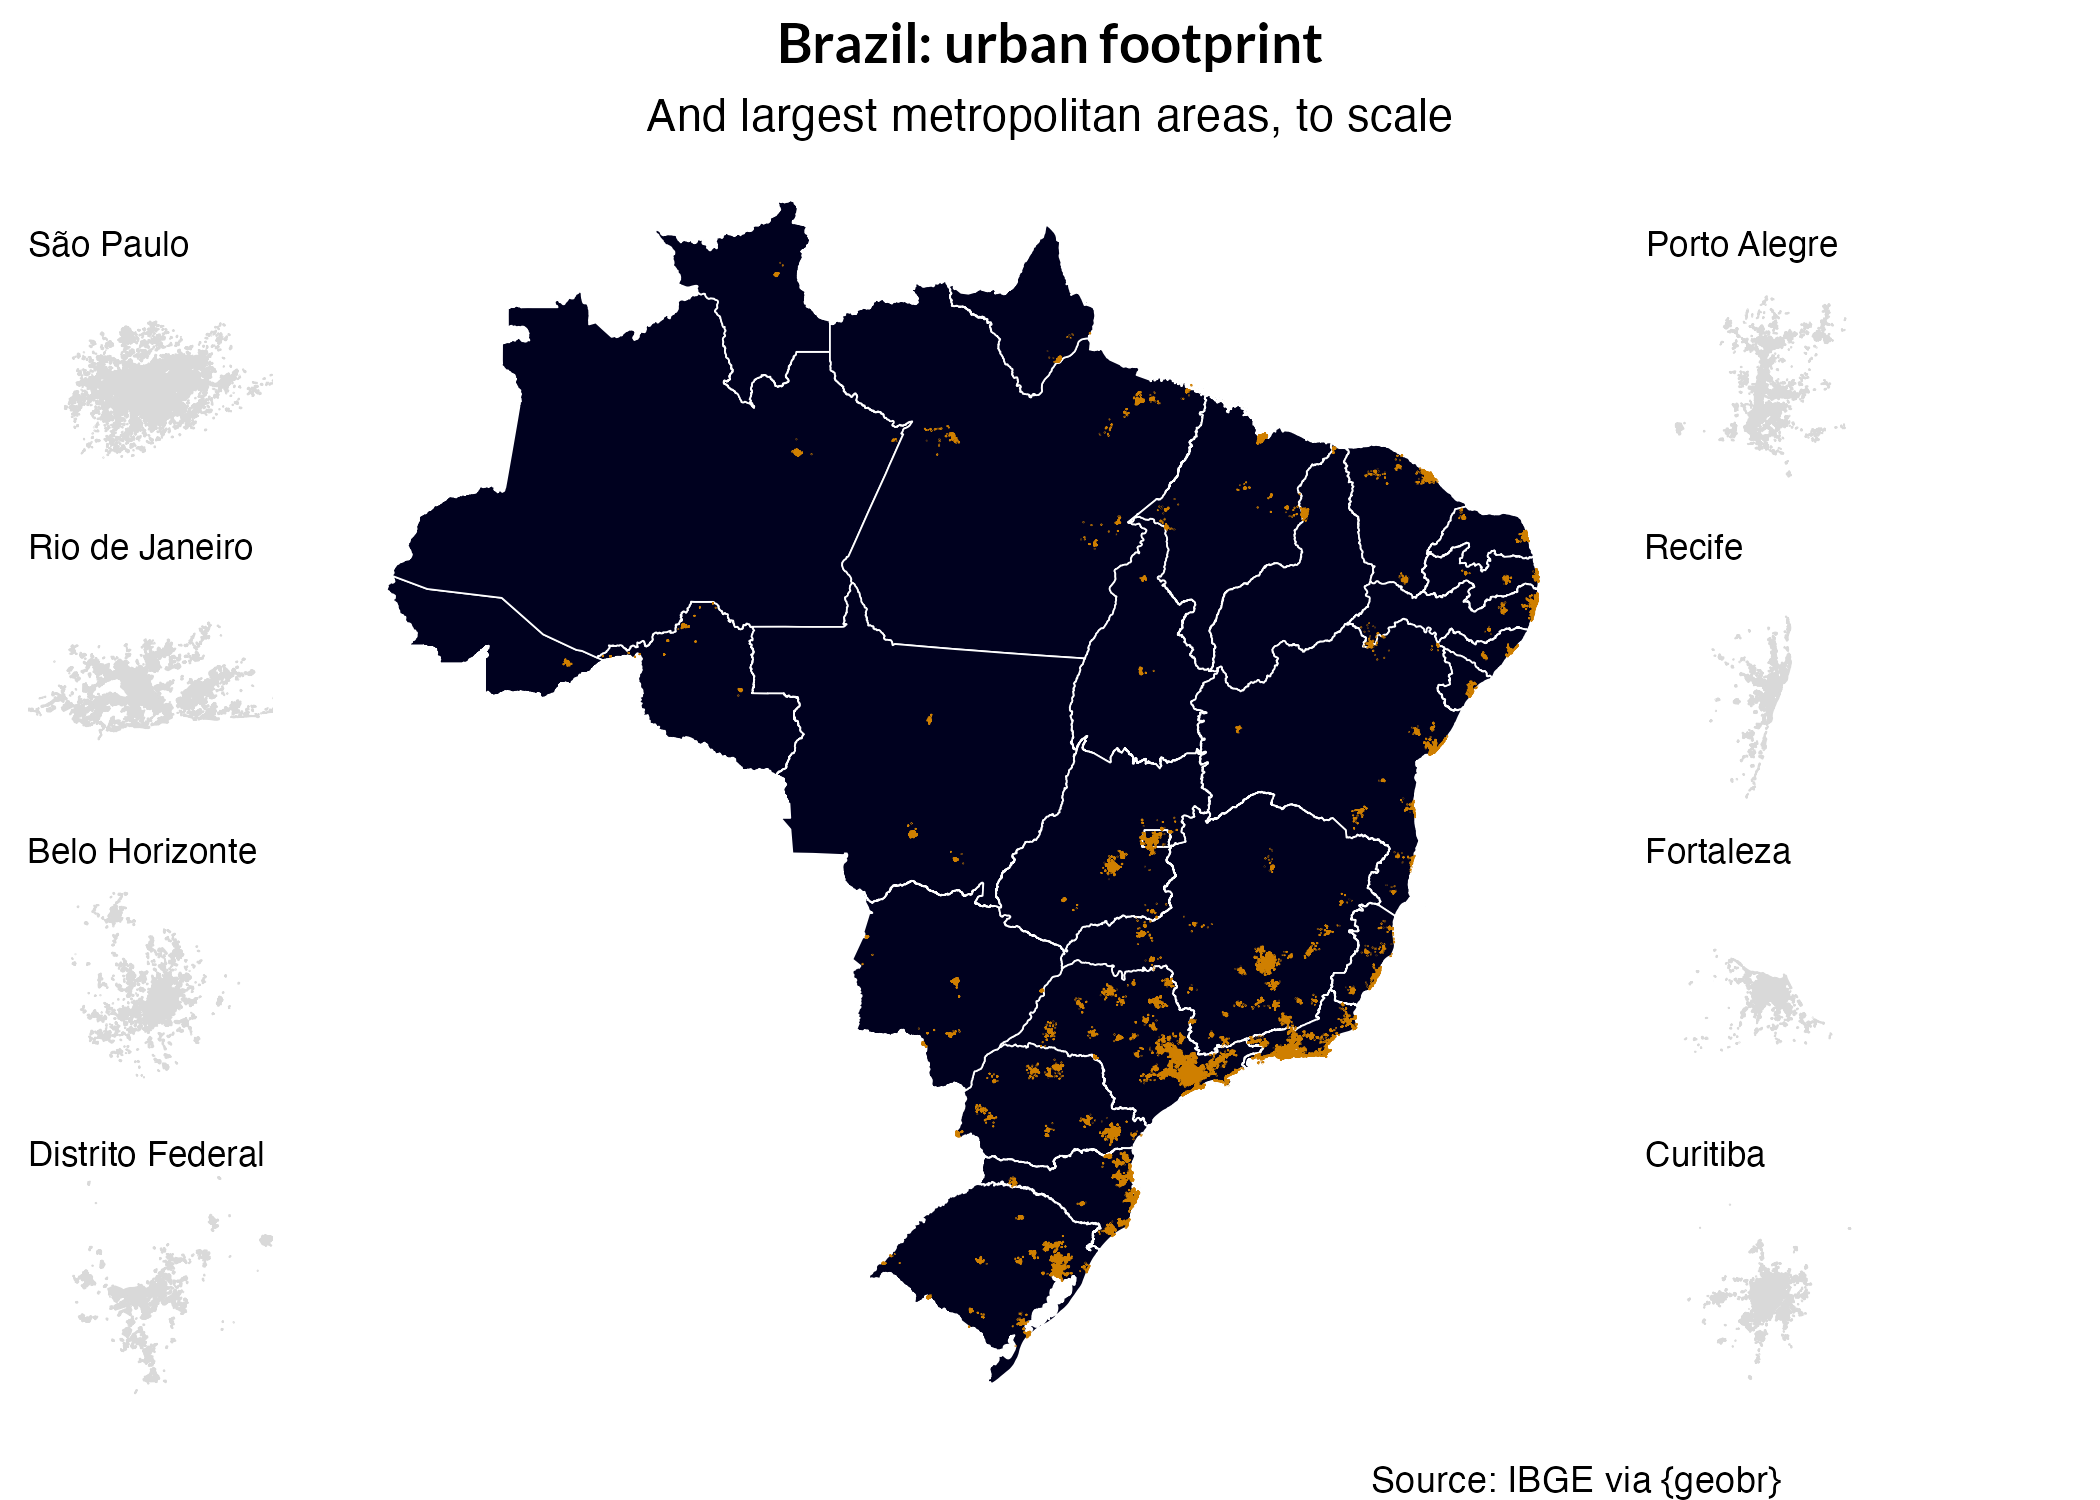 Brazil: urban footprint
And largest metropolitan areas, to scale
São Paulo
Rio de Janeiro
Belo Horizonte
Distrito Federal
Porto Alegre
Recife
Fortaleza
Curitiba
Source: IBGE via {geobr}